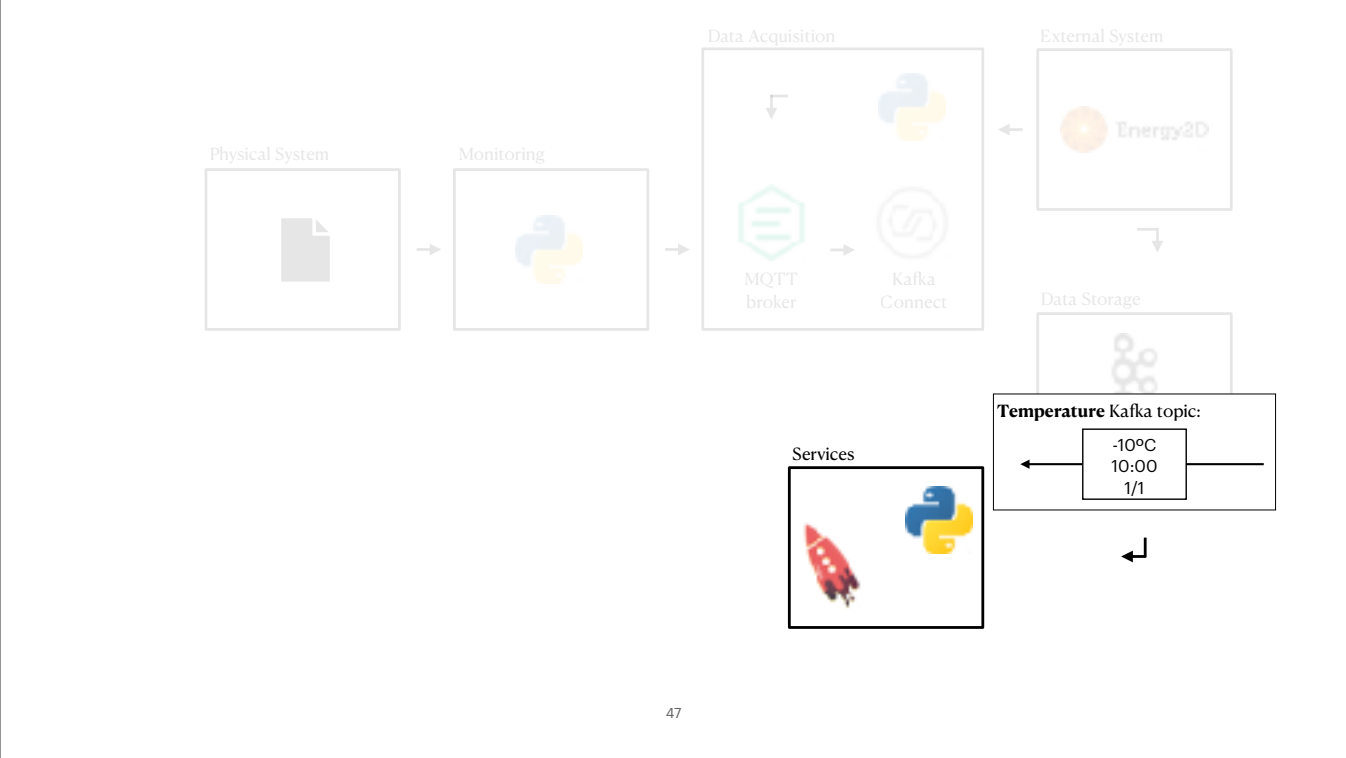 Data Acquisition
External System
Energy2D
Physical System
Monitoring
MQTT
broker
Kafka
Connect
Data Storage
Temperature Kafka topic:
-10ºC
10:00
1/1
Services
47